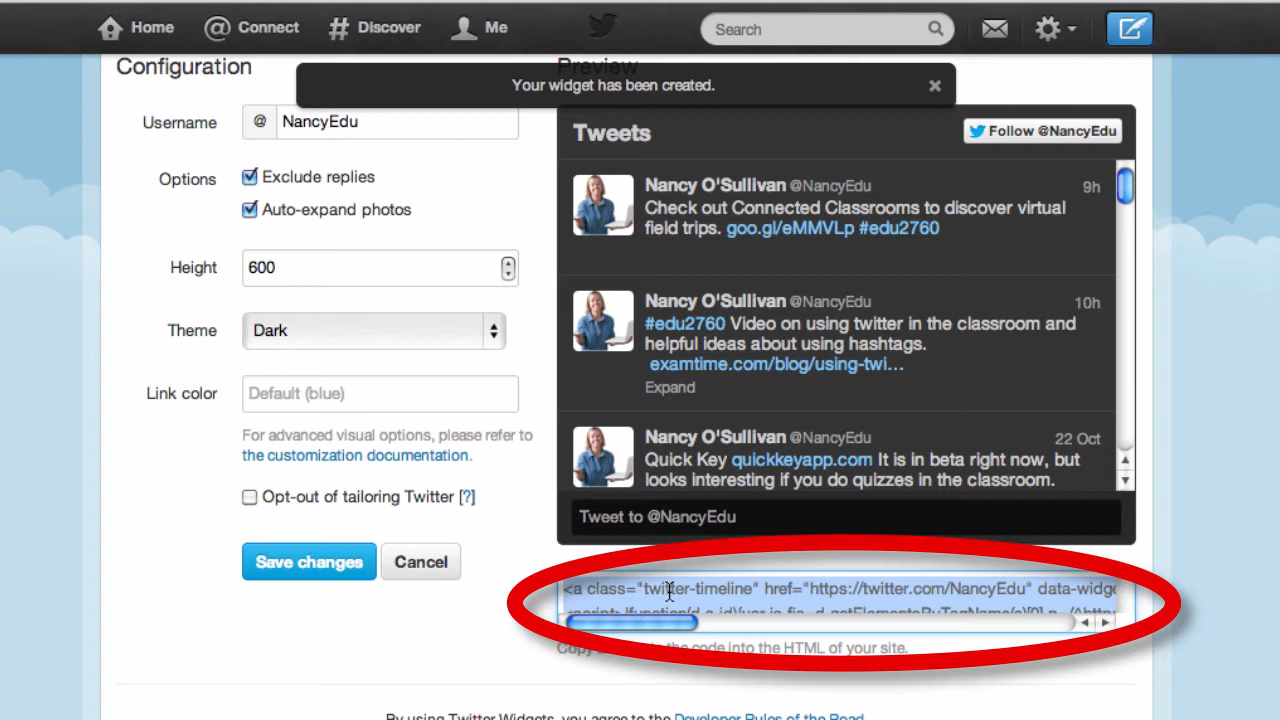 Home
Connect
Discover
Me
Search
Configuration
Preview
Your widget has been created.
Username
@
NancyEdu
Options
Exclude replies
Auto-expand photos
Height
600
Theme
Dark
Link color
Default (blue)
For advanced visual options, please refer to
the customization documentation.
Opt-out of tailoring Twitter [?]
Save changes
Cancel
Tweets
Follow @NancyEdu
Nancy O'Sullivan @NancyEdu 9h
Check out Connected Classrooms to discover virtual
field trips. goo.gl/eMMVLp #edu2760
Nancy O'Sullivan @NancyEdu 10h
#edu2760 Video on using twitter in the classroom and
helpful ideas about using hashtags.
examtime.com/blog/using-twi...
Expand
Nancy O'Sullivan @NancyEdu 22 Oct
Quick Key quickkeyapp.com It is in beta right now, but
looks interesting if you do quizzes in the classroom.
Tweet to @NancyEdu
<a class="twitter-timeline" href="https://twitter.com/NancyEdu" data-widge
the code into the HTML of your site.
By using Twitter Widgets, you agree to the Developer Rules of the Road